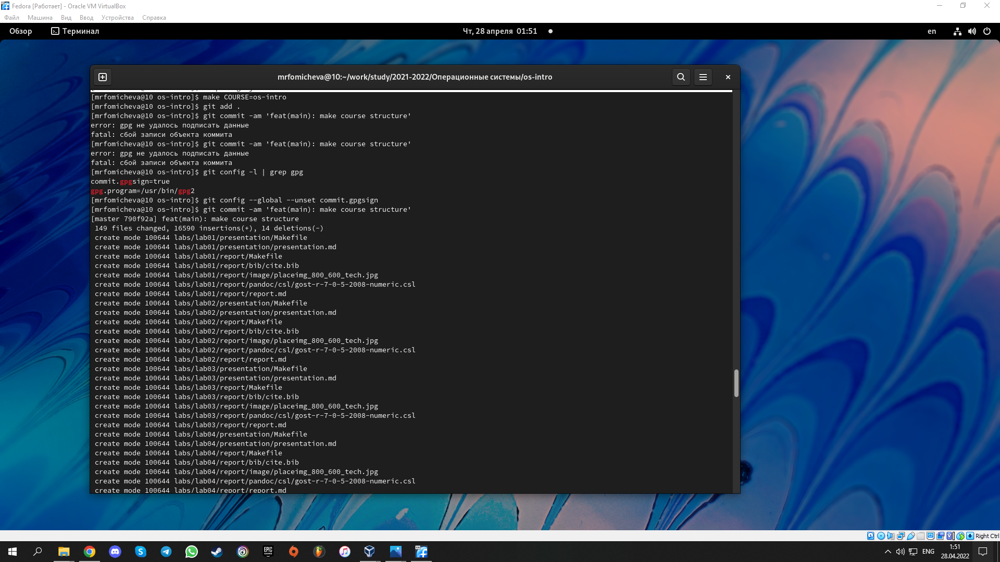 Fedora [Работает] - Oracle VM VirtualBox
Файл Машина Вид Ввод Устройства Справка
Обзор Терминал Чт, 28 апреля 01:51 en
mrfomicheva@10:~/work/study/2021-2022/Операционные системы/os-intro
[mrfomicheva@10 os-intro]$ make COURSE=os-intro
[mrfomicheva@10 os-intro]$ git add .
[mrfomicheva@10 os-intro]$ git commit -am 'feat(main): make course structure'
error: gpg не удалось подписать данные
fatal: сбой записи объекта коммита
[mrfomicheva@10 os-intro]$ git commit -am 'feat(main): make course structure'
error: gpg не удалось подписать данные
fatal: сбой записи объекта коммита
[mrfomicheva@10 os-intro]$ git config -l | grep gpg
commit.gpgsign=true
gpg.program=/usr/bin/gpg2
[mrfomicheva@10 os-intro]$ git config --global --unset commit.gpgsign
[mrfomicheva@10 os-intro]$ git commit -am 'feat(main): make course structure'
[master 790f92a] feat(main): make course structure
149 files changed, 16590 insertions(+), 14 deletions(-)
create mode 100644 labs/lab01/presentation/Makefile
create mode 100644 labs/lab01/presentation/presentation.md
create mode 100644 labs/lab01/report/Makefile
create mode 100644 labs/lab01/report/bib/cite.bib
create mode 100644 labs/lab01/report/image/placeimg_800_600_tech.jpg
create mode 100644 labs/lab01/report/pandoc/csl/gost-r-7-0-5-2008-numeric.csl
create mode 100644 labs/lab01/report/report.md
create mode 100644 labs/lab02/presentation/Makefile
create mode 100644 labs/lab02/presentation/presentation.md
create mode 100644 labs/lab02/report/Makefile
create mode 100644 labs/lab02/report/bib/cite.bib
create mode 100644 labs/lab02/report/image/placeimg_800_600_tech.jpg
create mode 100644 labs/lab02/report/pandoc/csl/gost-r-7-0-5-2008-numeric.csl
create mode 100644 labs/lab02/report/report.md
create mode 100644 labs/lab03/presentation/Makefile
create mode 100644 labs/lab03/presentation/presentation.md
create mode 100644 labs/lab03/report/Makefile
create mode 100644 labs/lab03/report/bib/cite.bib
create mode 100644 labs/lab03/report/image/placeimg_800_600_tech.jpg
create mode 100644 labs/lab03/report/pandoc/csl/gost-r-7-0-5-2008-numeric.csl
create mode 100644 labs/lab03/report/report.md
create mode 100644 labs/lab04/presentation/Makefile
create mode 100644 labs/lab04/presentation/presentation.md
create mode 100644 labs/lab04/report/Makefile
create mode 100644 labs/lab04/report/bib/cite.bib
create mode 100644 labs/lab04/report/image/placeimg_800_600_tech.jpg
create mode 100644 labs/lab04/report/pandoc/csl/gost-r-7-0-5-2008-numeric.csl
create mode 100644 labs/lab04/report/report.md
Right Ctrl
EPIC GAMES
ENG
1:51
28.04.2022